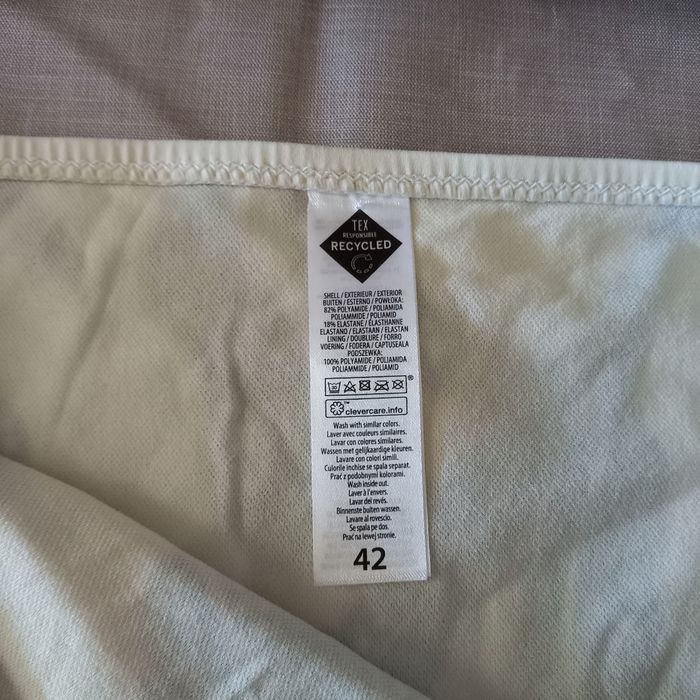 TEX
RESPONSIBLE
RECYCLED
SHELL / EXTERIEUR / EXTERIOR
BUITEN / ESTERNO / POWŁOKA:
82% POLYAMIDE / POLIAMIDA
POLIAMMIDE / POLIAMID
18% ELASTANE / ÉLASTHANNE
ELASTANO / ELASTAAN / ELASTAN
LINING / DOUBLURE / FORRO
VOERING / FODERA / CAPTUSEALA
PODSZEWKA:
100% POLYAMIDE / POLIAMIDA
POLIAMMIDE / POLIAMID
®
™
clevercare.info
Wash with similar colors.
Laver avec couleurs similaires.
Lavar con colores similares.
Wassen met gelijkaardige kleuren.
Lavare con colori simili.
Culorile inchise se spala separat.
Prać z podobnymi kolorami.
Wash inside out.
Laver à l'envers.
Lavar del revés.
Binnenste buiten wassen.
Lavare al rovescio.
Se spala pe dos.
Prać na lewej stronie.
42